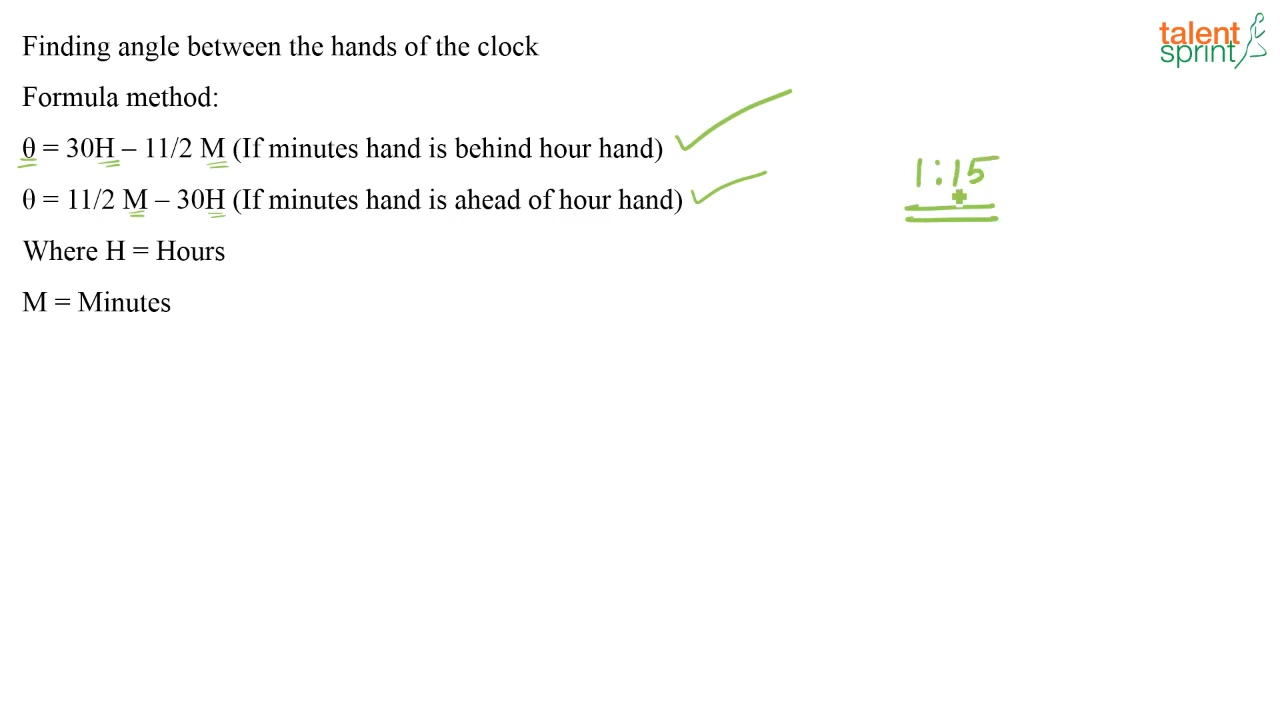 talent
sprint
Finding angle between the hands of the clock
Formula method:
θ = 30H – 11/2 M (If minutes hand is behind hour hand)
θ = 11/2 M – 30H (If minutes hand is ahead of hour hand)
1:15
Where H = Hours
M = Minutes